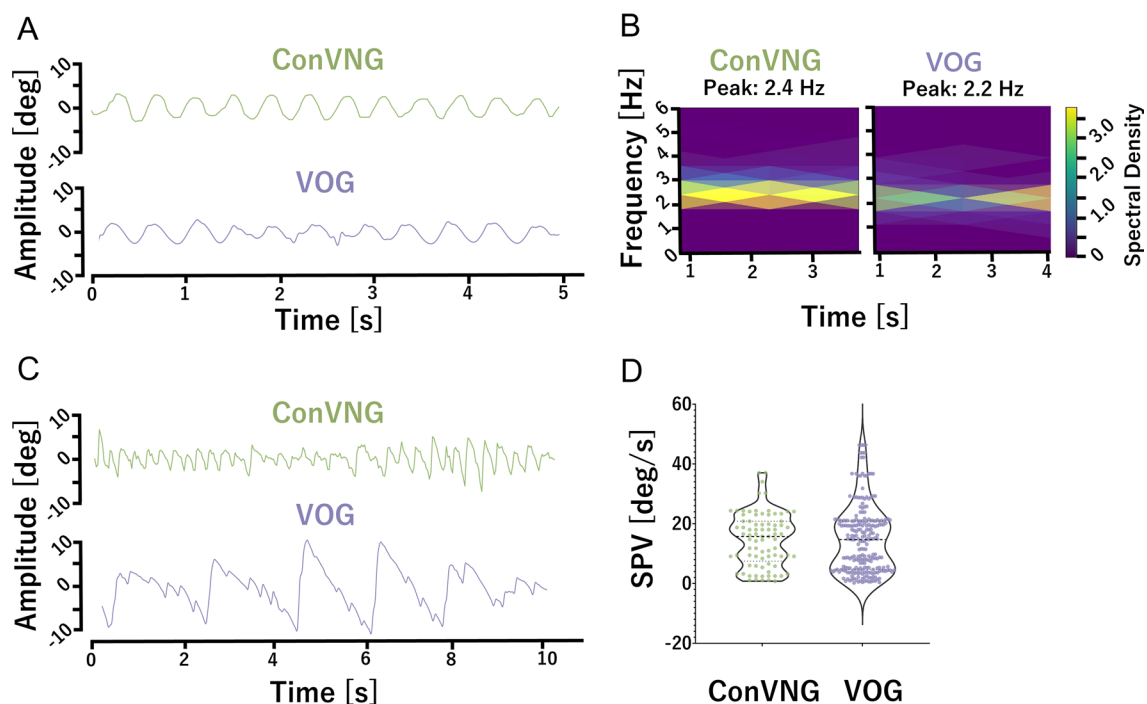 A
ConVNG
10
0
-10
VOG
10
0
-10
Amplitude [deg]
0 1 2 3 4 5
Time [s]
B
ConVNG VOG
Peak: 2.4 Hz Peak: 2.2 Hz
Frequency [Hz]
6
5
4
3
2
1
0
1 2 3
1 2 3 4
Time [s]
3.0
2.0
1.0
0
Spectral Density
C
ConVNG
10
0
-10
VOG
10
0
-10
Amplitude [deg]
0 2 4 6 8 10
Time [s]
D
SPV [deg/s]
60
40
20
0
-20
ConVNG VOG